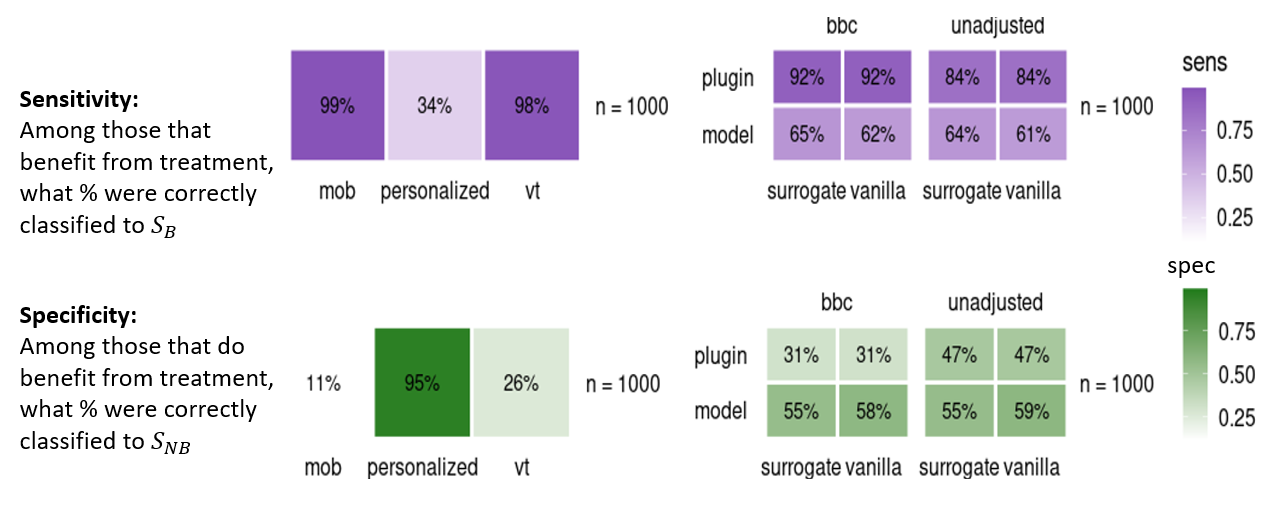 bbc unadjusted
Sensitivity:
Among those that
benefit from treatment,
what % were correctly
classified to S_B
99% 34% 98% n = 1000
mob personalized vt
plugin 92% 92% 84% 84%
n = 1000
model 65% 62% 64% 61%
surrogate vanilla surrogate vanilla
sens
0.75
0.50
0.25
Specificity:
Among those that do
benefit from treatment,
what % were correctly
classified to S_NB
11% 95% 26% n = 1000
mob personalized vt
bbc unadjusted
plugin 31% 31% 47% 47%
n = 1000
model 55% 58% 55% 59%
surrogate vanilla surrogate vanilla
spec
0.75
0.50
0.25